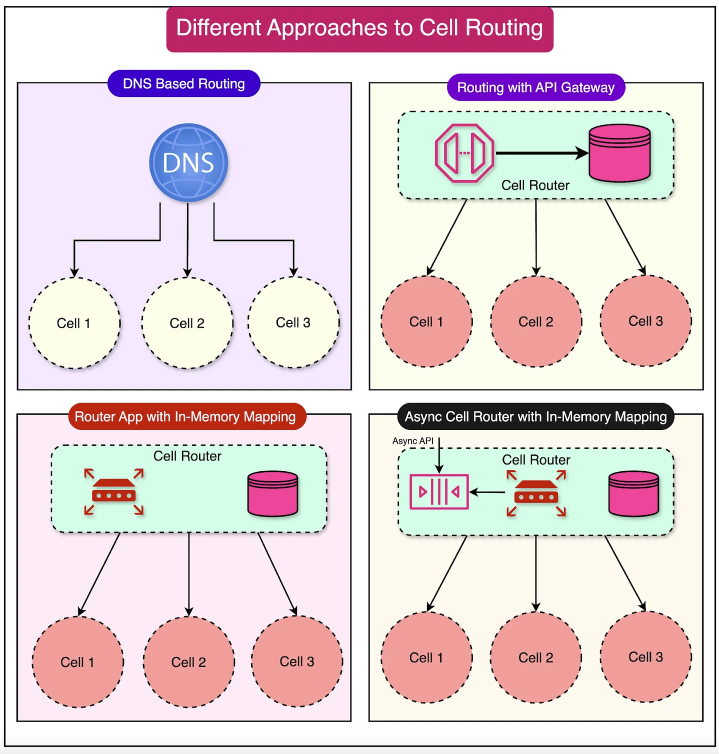 Different Approaches to Cell Routing
DNS Based Routing
DNS
Cell 1
Cell 2
Cell 3
Routing with API Gateway
Cell Router
Cell 1
Cell 2
Cell 3
Router App with In-Memory Mapping
Cell Router
Cell 1
Cell 2
Cell 3
Async Cell Router with In-Memory Mapping
Async API
Cell Router
Cell 1
Cell 2
Cell 3